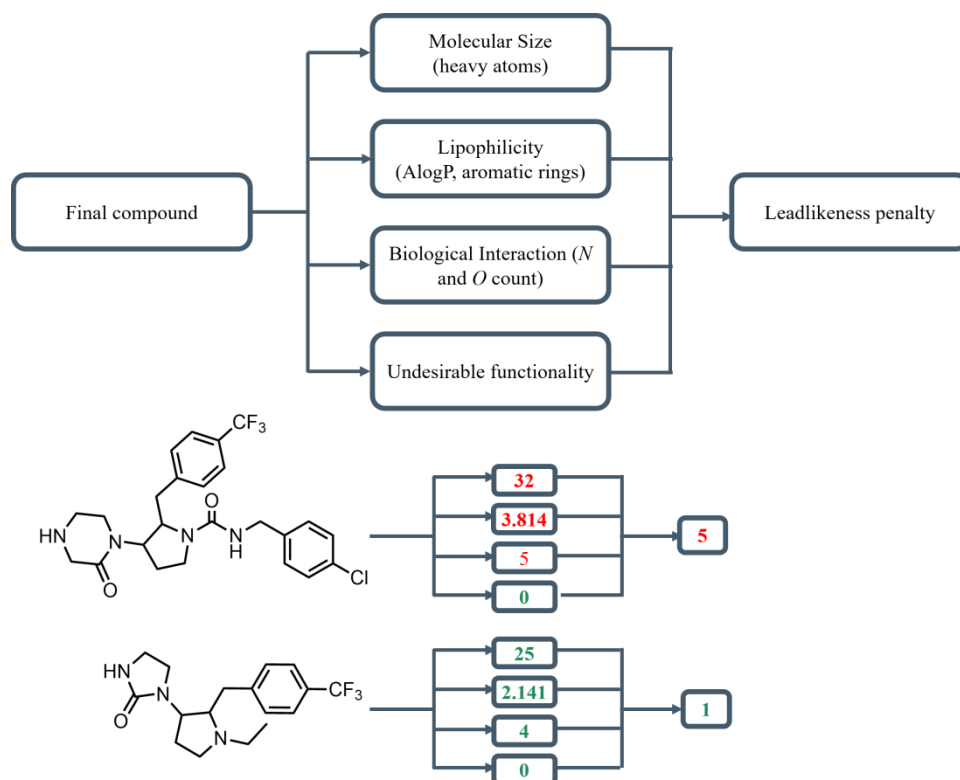 Molecular Size
(heavy atoms)
Lipophilicity
(AlogP, aromatic rings)
Final compound
Leadlikeness penalty
Biological Interaction (N
and O count)
Undesirable functionality
CF3
O
HN
N
N
N
H
O
Cl
32
3.814
5
0
5
HN
O
N
N
CF3
25
2.141
4
0
1